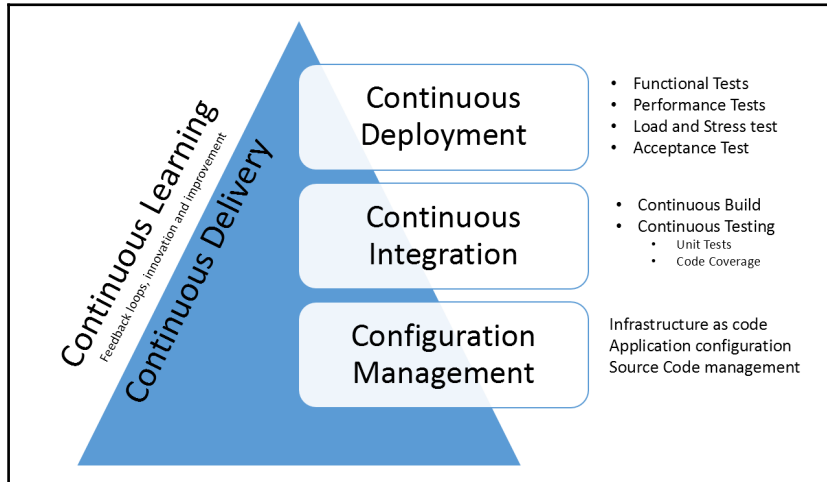 Continuous Learning
Feedback loops, innovation and improvement
Continuous Delivery
Continuous
Deployment
• Functional Tests
• Performance Tests
• Load and Stress test
• Acceptance Test
Continuous
Integration
• Continuous Build
• Continuous Testing
• Unit Tests
• Code Coverage
Configuration
Management
Infrastructure as code
Application configuration
Source Code management